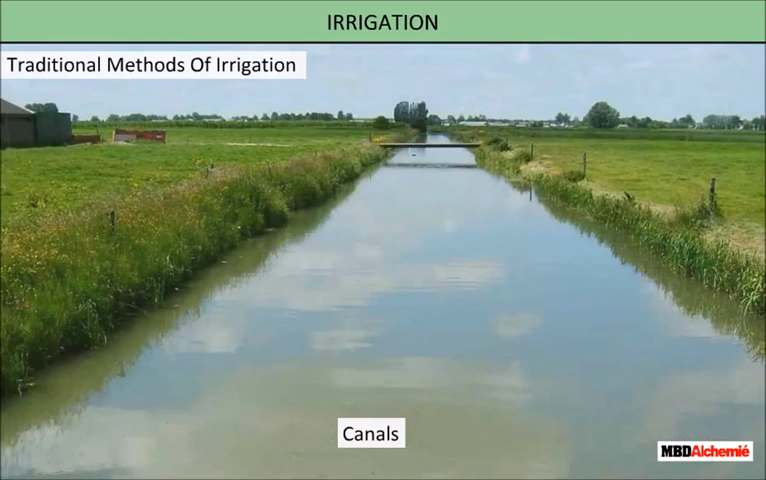 IRRIGATION
Traditional Methods Of Irrigation
Canals
MBDAlchemié